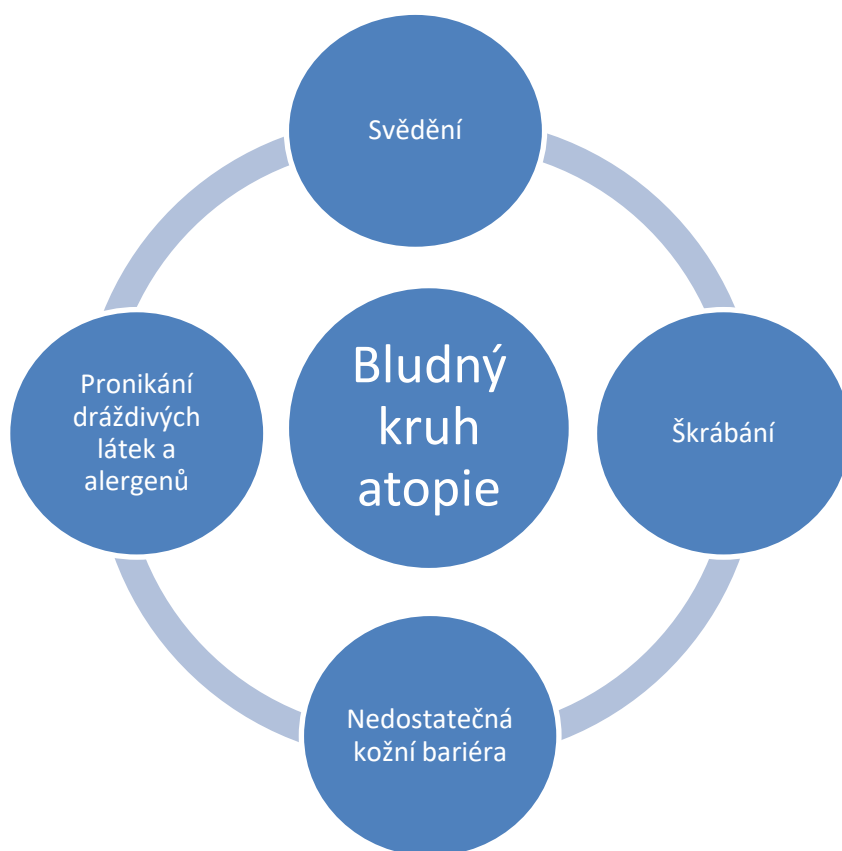 Svědění
Pronikání
dráždivých
látek a
alergenů
Bludný
kruh
atopie
Škrábání
Nedostatečná
kožní bariéra